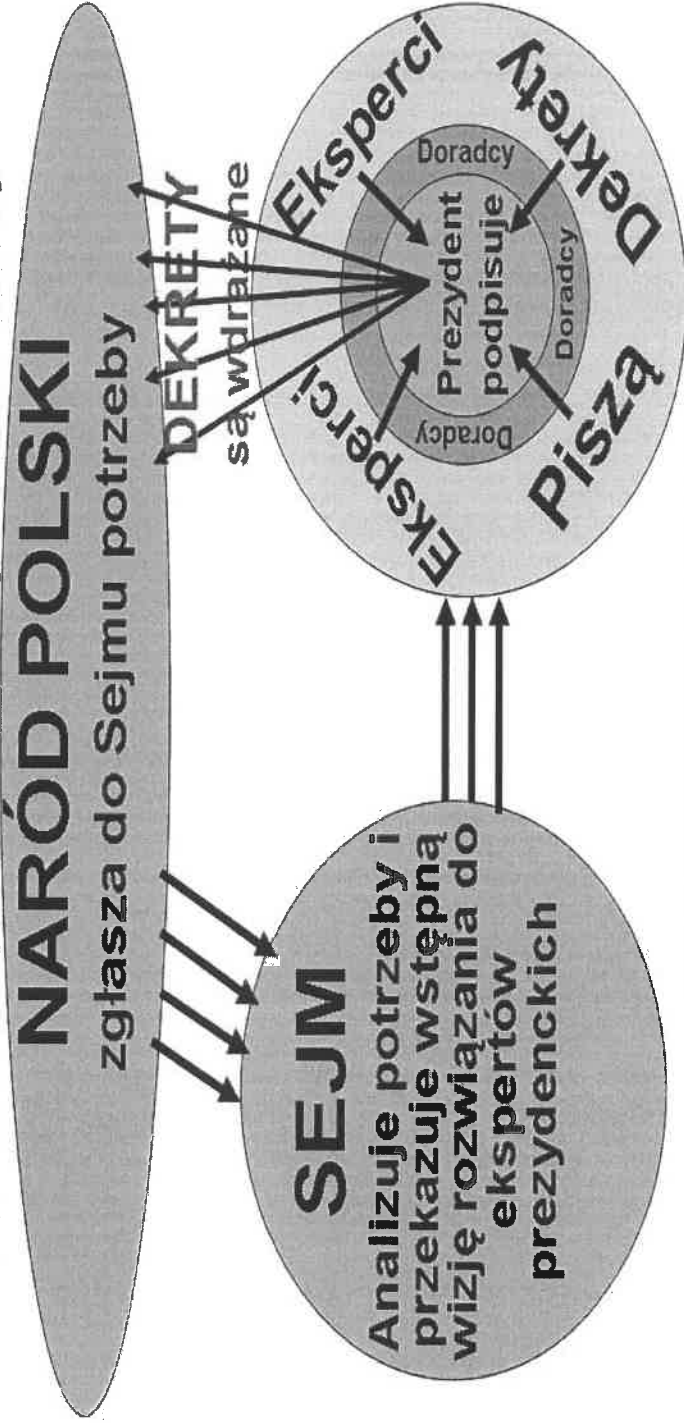 NARÓD POLSKI
zgłasza do Sejmu potrzeby
SEJM
Analizuje potrzeby i
przekazuje wstępną
wizję rozwiązania do
ekspertów
prezydenckich
DEKRETY
są wdrażane
Eksperci
Eksperci
Piszą
Dekrety
Doradcy
Doradcy
Doradcy
Prezydent
podpisuje